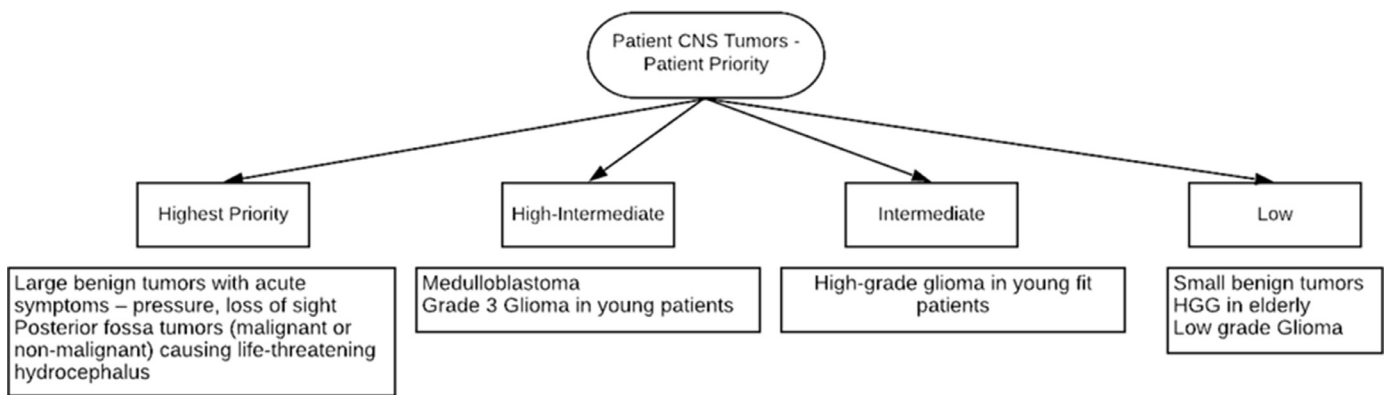 Patient CNS Tumors -
Patient Priority
Highest Priority
High-Intermediate
Intermediate
Low
Large benign tumors with acute
symptoms – pressure, loss of sight
Posterior fossa tumors (malignant or
non-malignant) causing life-threatening
hydrocephalus
Medulloblastoma
Grade 3 Glioma in young patients
High-grade glioma in young fit
patients
Small benign tumors
HGG in elderly
Low grade Glioma